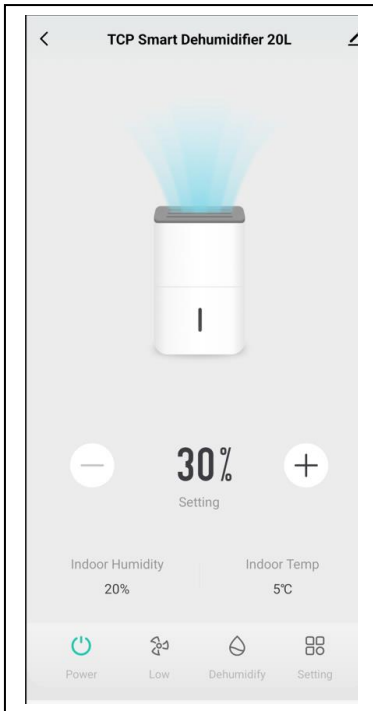 TCP Smart Dehumidifier 20L
30%
Setting
Indoor Humidity Indoor Temp
20% 5℃
Power Low Dehumidify Setting